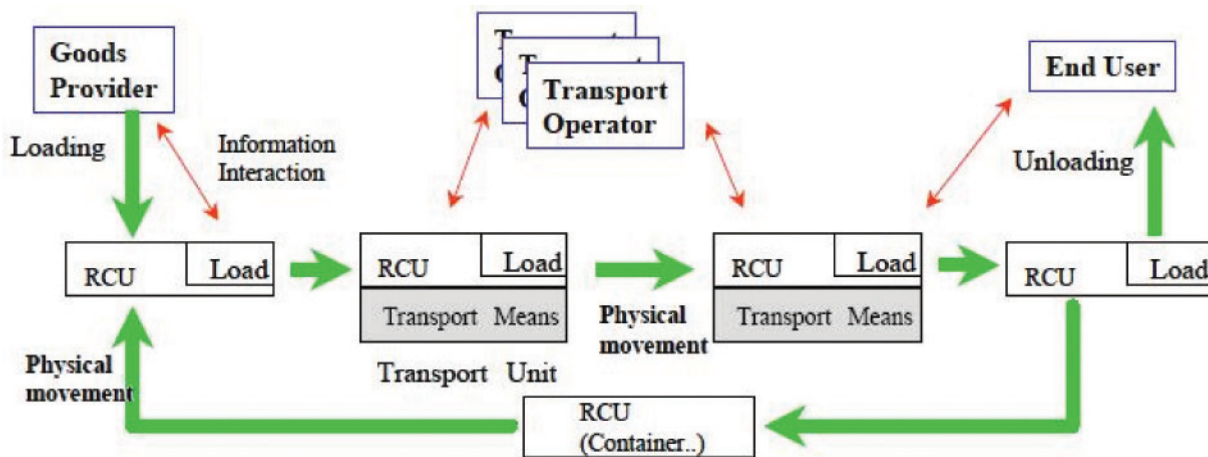 Goods
Provider
T
T
Transport
Operator
End User
Loading
Information
Interaction
Unloading
RCU Load
RCU Load
RCU Load
RCU Load
Transport Means
Physical
movement
Transport Means
Physical
movement
Transport Unit
RCU
(Container..)